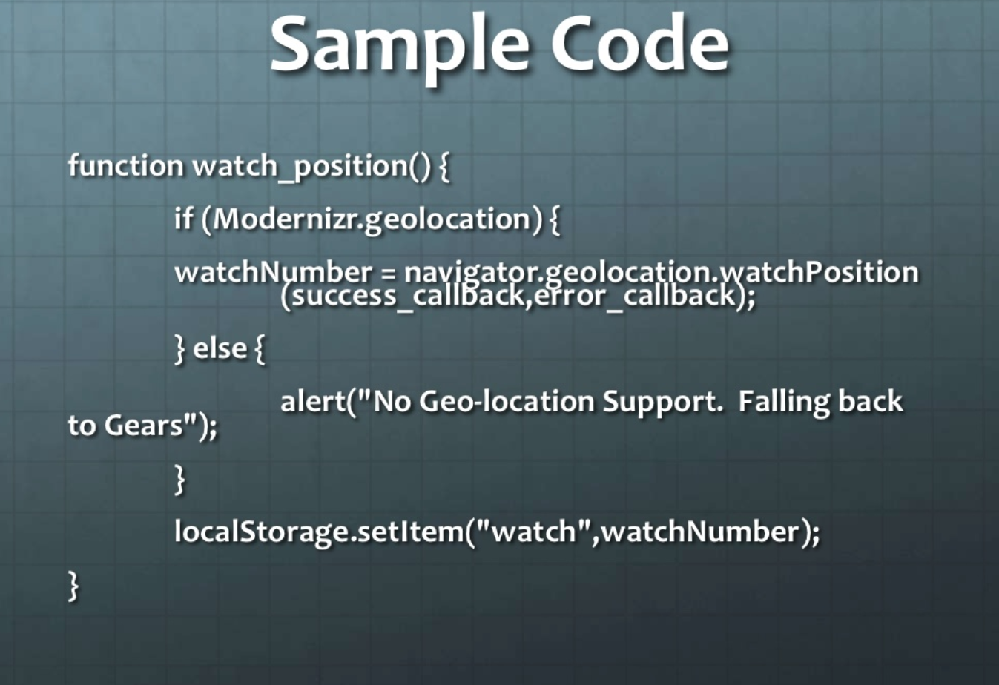 Sample Code
function watch_position() {
if (Modernizr.geolocation) {
watchNumber = navigator.geolocation.watchPosition
(success_callback,error_callback);
} else {
alert("No Geo-location Support.  Falling back
to Gears");
}
localStorage.setItem("watch",watchNumber);
}